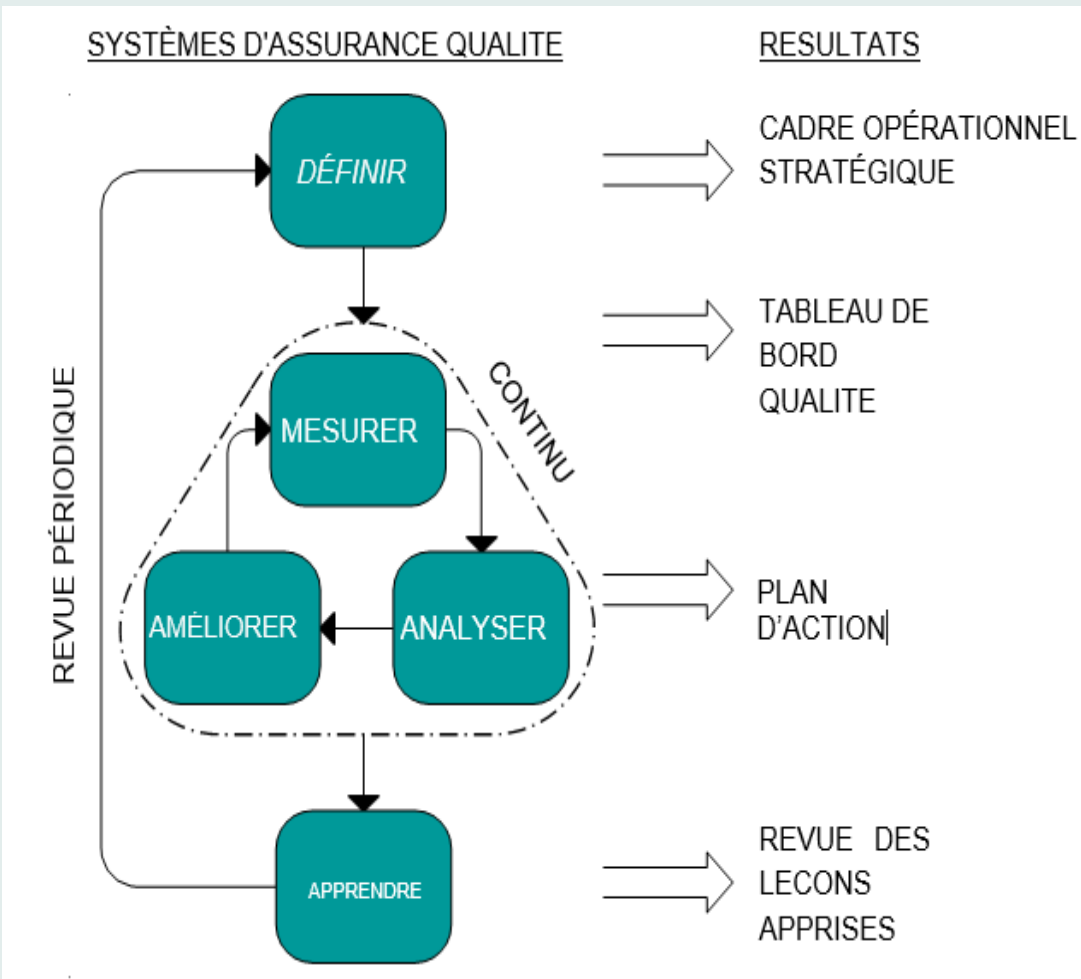 SYSTÈMES D'ASSURANCE QUALITE
RESULTATS
DÉFINIR
CADRE OPÉRATIONNEL
STRATÉGIQUE
REVUE PÉRIODIQUE
CONTINU
MESURER
TABLEAU DE
BORD
QUALITE
AMÉLIORER
ANALYSER
PLAN
D’ACTION
APPRENDRE
REVUE DES
LECONS
APPRISES